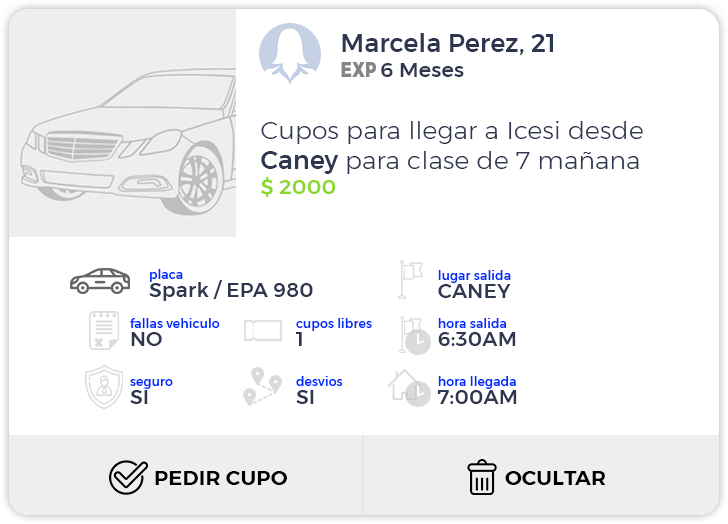 Marcela Perez, 21
EXP 6 Meses
Cupos para llegar a Icesi desde
Caney para clase de 7 mañana
$ 2000
placa
Spark / EPA 980
lugar salida
CANEY
fallas vehiculo
NO
cupos libres
1
hora salida
6:30AM
seguro
SI
desvios
SI
hora llegada
7:00AM
PEDIR CUPO
OCULTAR